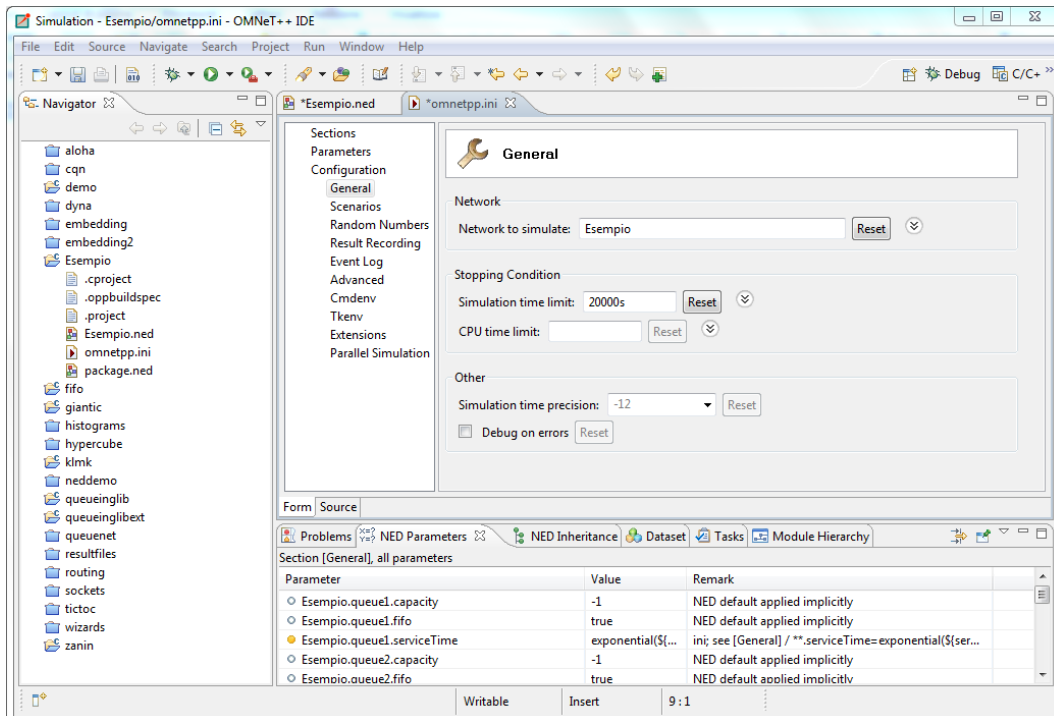 Simulation - Esempio/omnetpp.ini - OMNeT++ IDE
File Edit Source Navigate Search Project Run Window Help
Debug C/C+ »
Navigator
aloha
cqn
demo
dyna
embedding
embedding2
Esempio
.cproject
.oppbuildspec
.project
Esempio.ned
omnetpp.ini
package.ned
fifo
giantic
histograms
hypercube
klmk
neddemo
queueinglib
queueinglibext
queuenet
resultfiles
routing
sockets
tictoc
wizards
zanin
*Esempio.ned *omnetpp.ini
Sections
Parameters
Configuration
General
Scenarios
Random Numbers
Result Recording
Event Log
Advanced
Cmdenv
Tkenv
Extensions
Parallel Simulation
General
Network
Network to simulate: Esempio Reset
Stopping Condition
Simulation time limit: 20000s Reset
CPU time limit: Reset
Other
Simulation time precision: -12 Reset
Debug on errors Reset
Form Source
Problems NED Parameters NED Inheritance Dataset Tasks Module Hierarchy
Section [General], all parameters
Parameter Value Remark
Esempio.queue1.capacity -1 NED default applied implicitly
Esempio.queue1.fifo true NED default applied implicitly
Esempio.queue1.serviceTime exponential(${... ini; see [General] / **.serviceTime=exponential(${ser...
Esempio.queue2.capacity -1 NED default applied implicitly
Esempio.queue2.fifo true NED default applied implicitly
Writable Insert 9 : 1